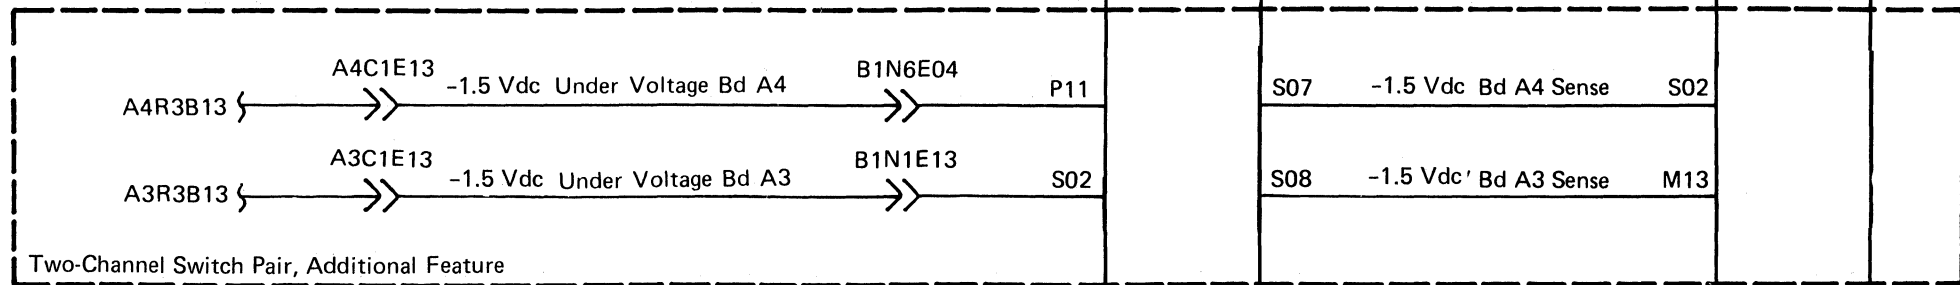 A4C1E13 B1N6E04
A4R3B13 -1.5 Vdc Under Voltage Bd A4 P11 S07 -1.5 Vdc Bd A4 Sense S02
A3C1E13 B1N1E13
A3R3B13 -1.5 Vdc Under Voltage Bd A3 S02 S08 -1.5 Vdc' Bd A3 Sense M13
Two-Channel Switch Pair, Additional Feature